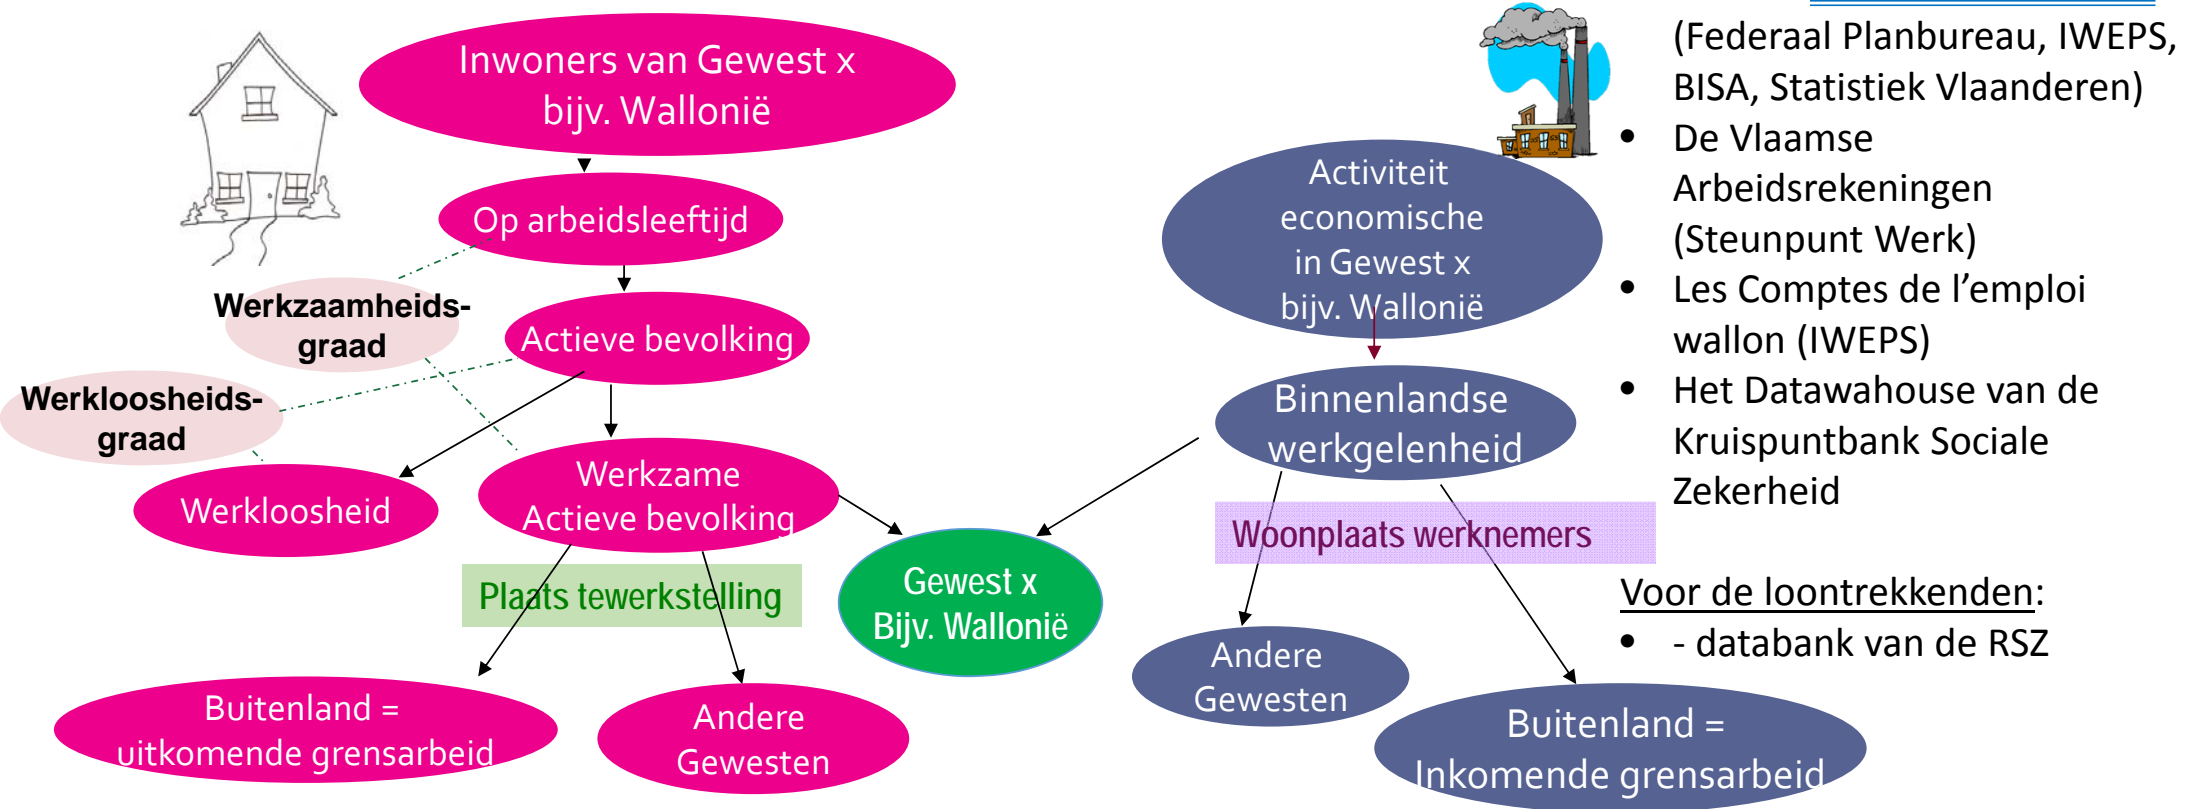 Inwoners van Gewest x
bijv. Wallonië
Op arbeidsleeftijd
Werkzaamheids-
graad
Actieve bevolking
Werkloosheids-
graad
Werkloosheid
Werkzame
Actieve bevolking
Plaats tewerkstelling
Buitenland =
uitkomende grensarbeid
Andere
Gewesten
Gewest x
Bijv. Wallonië
Activiteit
economische
in Gewest x
bijv. Wallonië
Binnenlandse
werkgelenheid
Woonplaats werknemers
Andere
Gewesten
Buitenland =
Inkomende grensarbeid
(Federaal Planbureau, IWEPS,
BISA, Statistiek Vlaanderen)
• De Vlaamse
Arbeidsrekeningen
(Steunpunt Werk)
• Les Comptes de l’emploi
wallon (IWEPS)
• Het Datawahouse van de
Kruispuntbank Sociale
Zekerheid
Voor de loontrekkenden:
• - databank van de RSZ